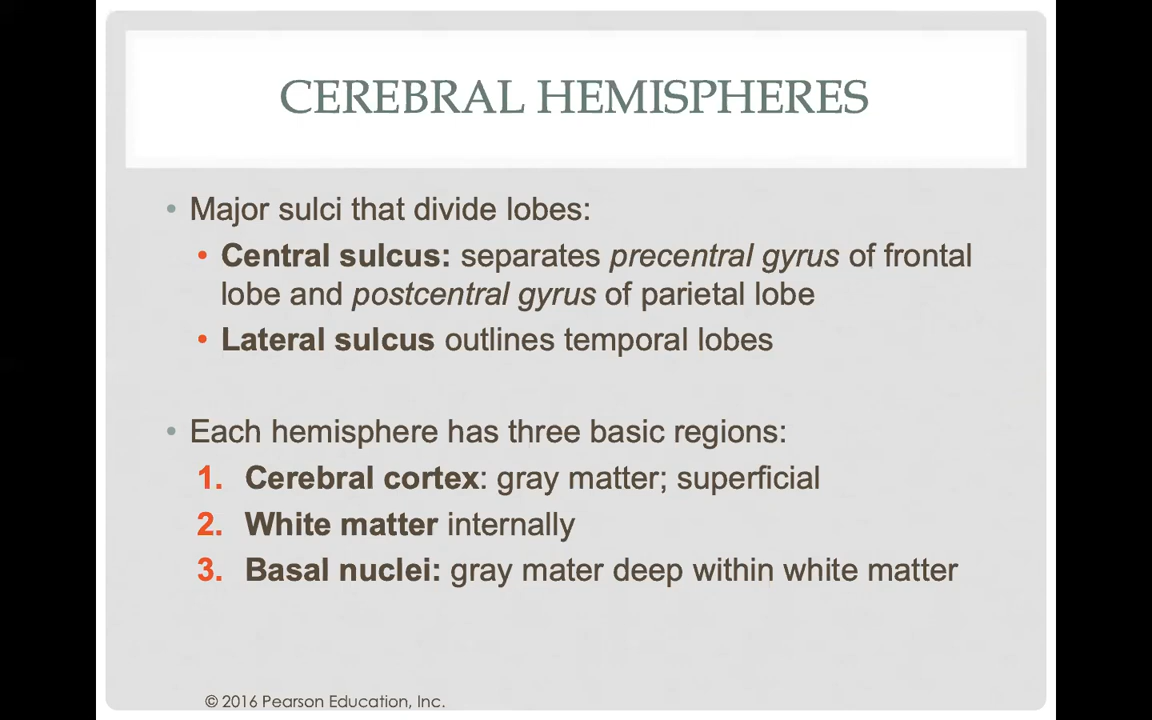 CEREBRAL HEMISPHERES
• Major sulci that divide lobes:
• Central sulcus: separates precentral gyrus of frontal
lobe and postcentral gyrus of parietal lobe
• Lateral sulcus outlines temporal lobes
• Each hemisphere has three basic regions:
1. Cerebral cortex: gray matter; superficial
2. White matter internally
3. Basal nuclei: gray mater deep within white matter
© 2016 Pearson Education, Inc.